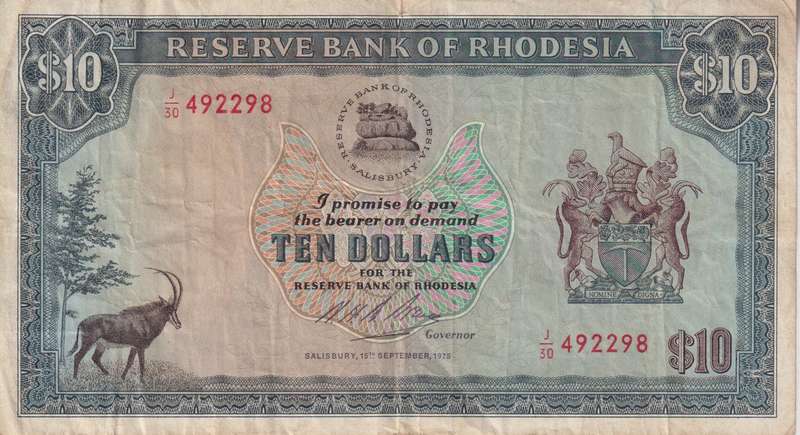 RESERVE BANK OF RHODESIA
$10
$10
J/30 492298
RESERVE BANK OF RHODESIA
SALISBURY
I promise to pay
the bearer on demand
TEN DOLLARS
FOR THE
RESERVE BANK OF RHODESIA
Governor
SALISBURY, 15TH SEPTEMBER, 1975
NOMINE DIGNA
J/30 492298
$10